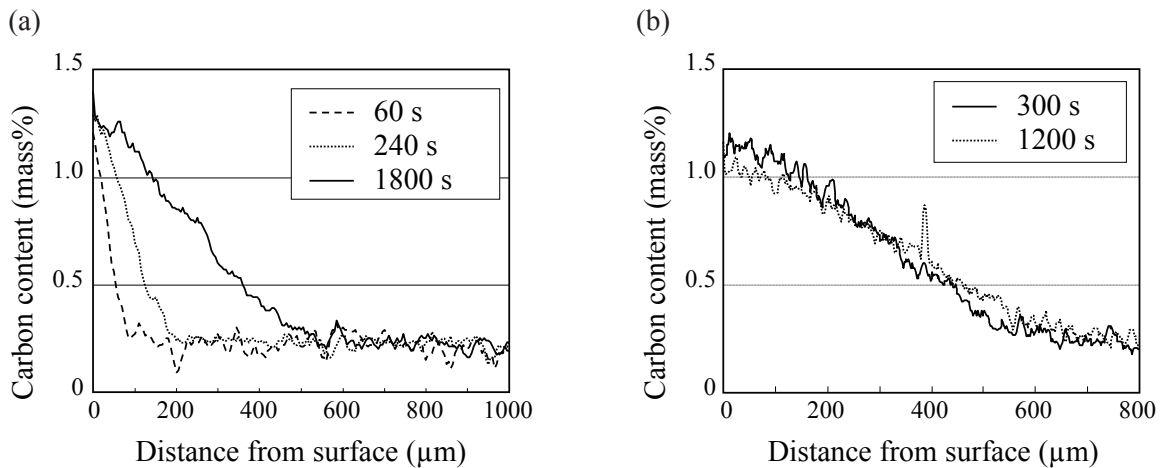 (a)
1.5
1.0
0.5
0
Carbon content (mass%)
60 s
240 s
1800 s
0 200 400 600 800 1000
Distance from surface (µm)
(b)
1.5
1.0
0.5
0
Carbon content (mass%)
300 s
1200 s
0 200 400 600 800
Distance from surface (µm)